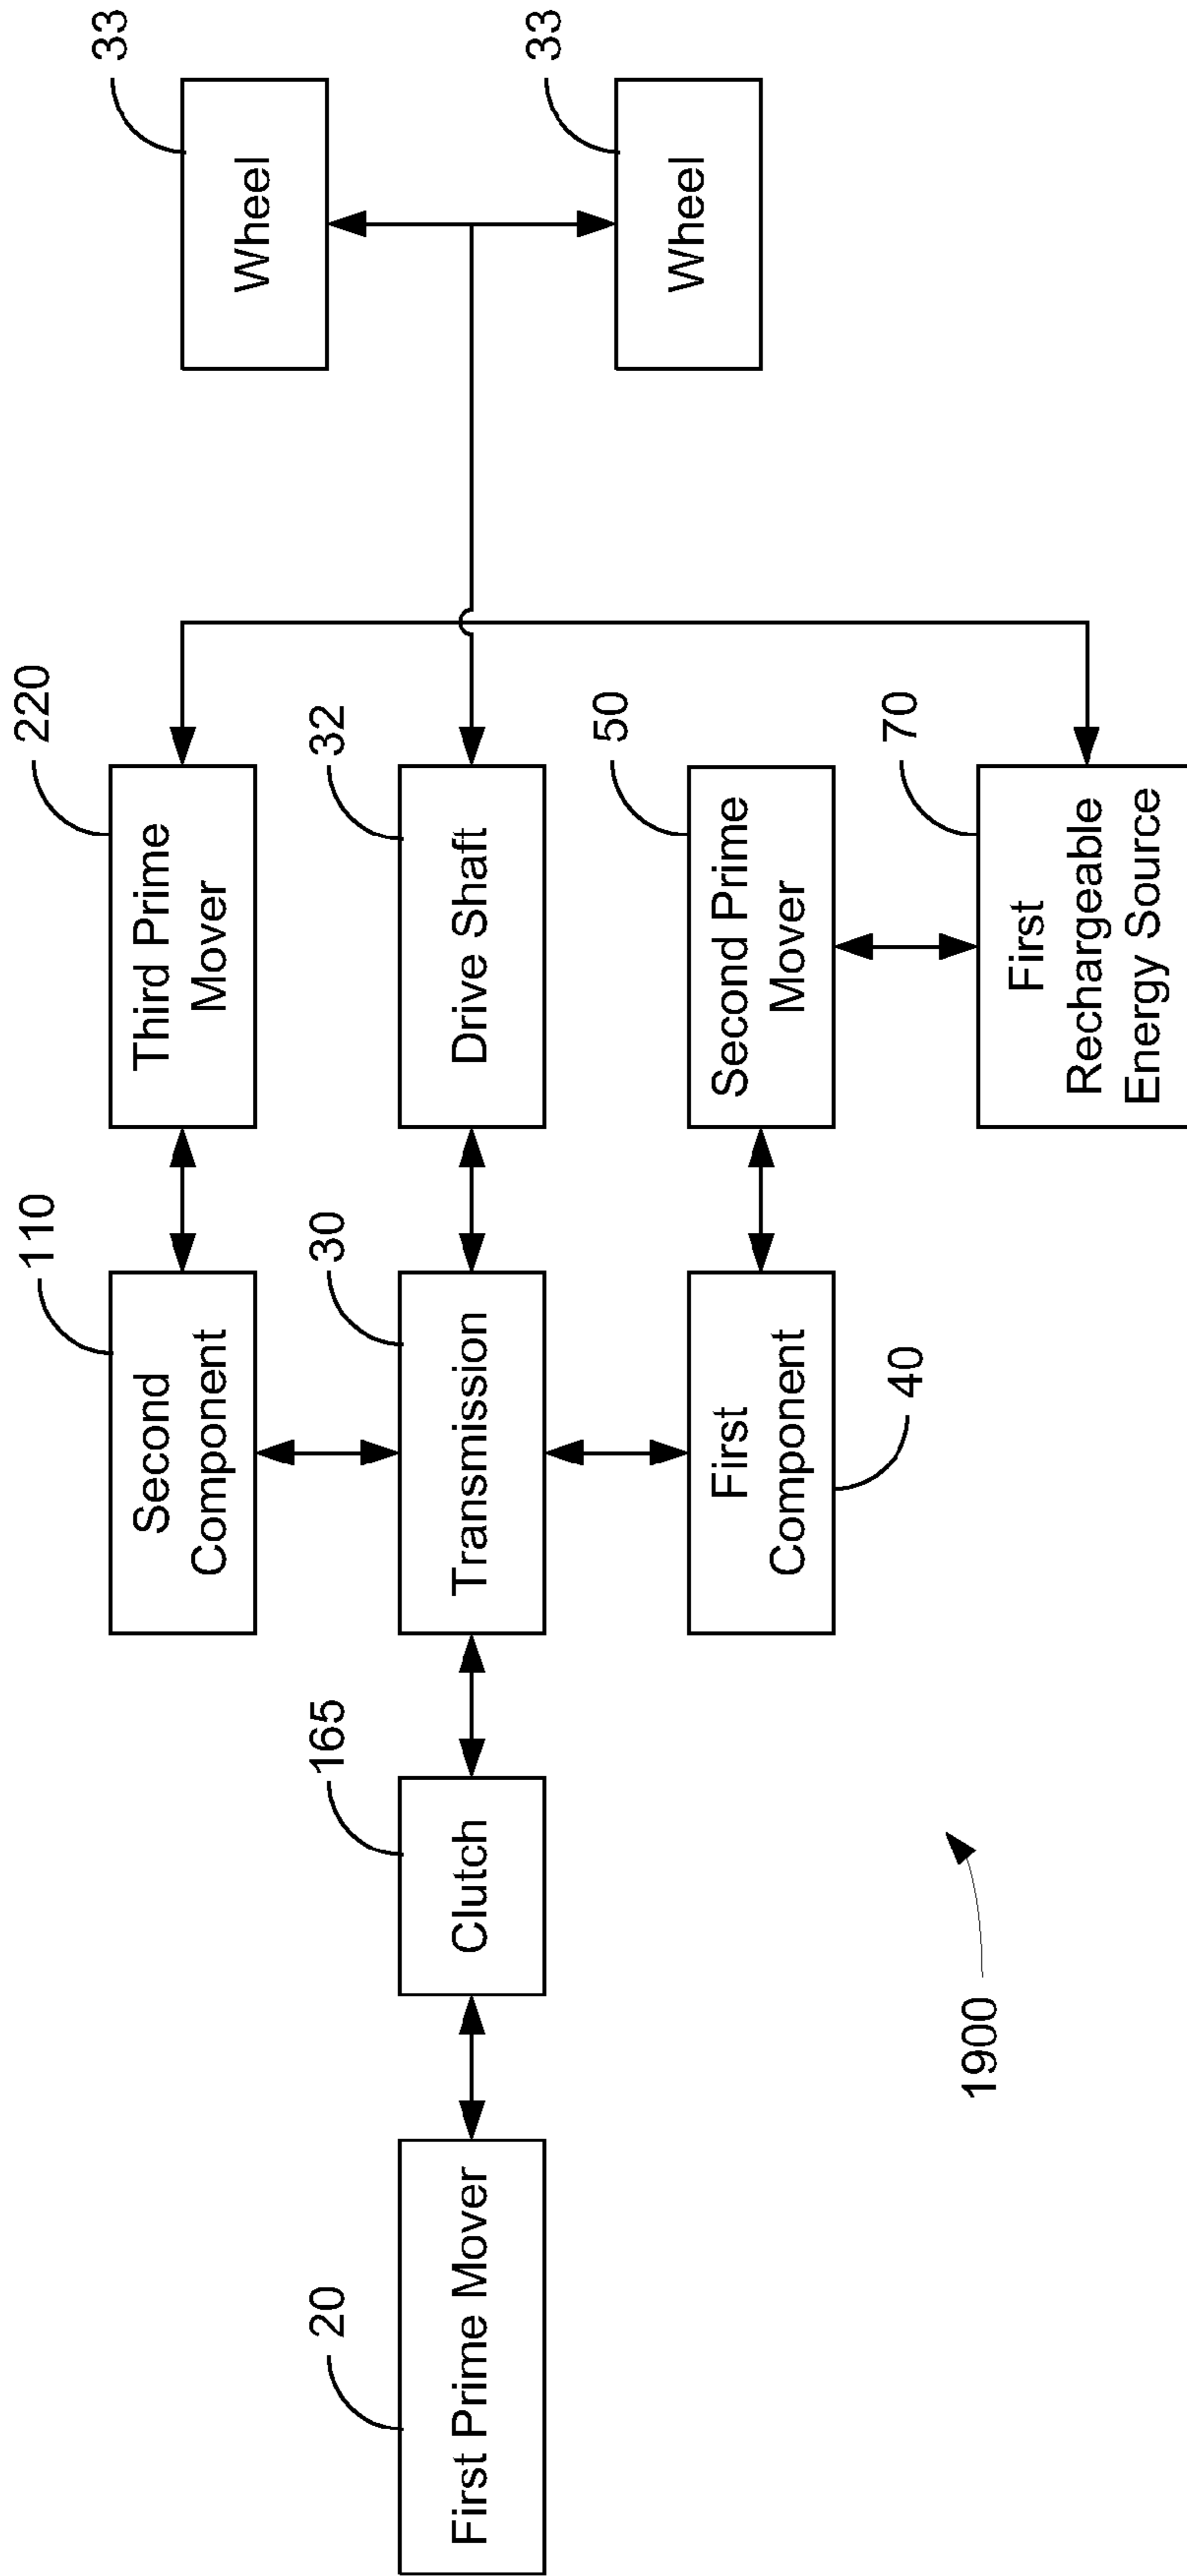 20
First Prime Mover
165
Clutch
30
Transmission
110
Second
Component
First
Component
40
220
Third Prime
Mover
32
Drive Shaft
50
Second Prime
Mover
70
First
Rechargeable
Energy Source
33
Wheel
33
Wheel
1900